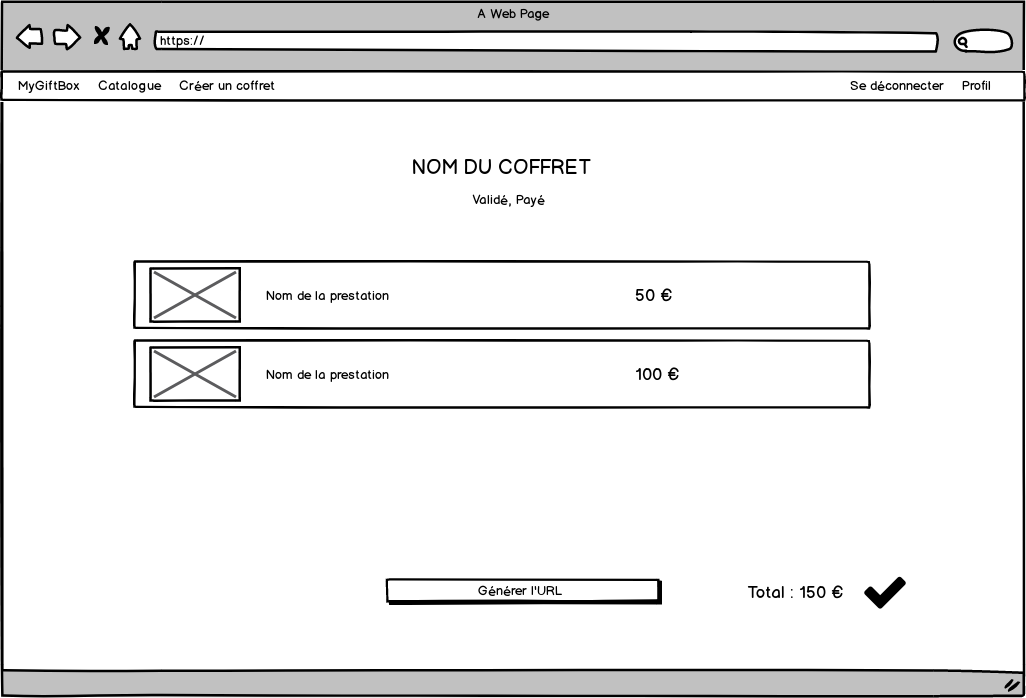 A Web Page
https://
MyGiftBox Catalogue Créer un coffret Se déconnecter Profil
NOM DU COFFRET
Validé, Payé
Nom de la prestation 50 €
Nom de la prestation 100 €
Générer l'URL Total : 150 €